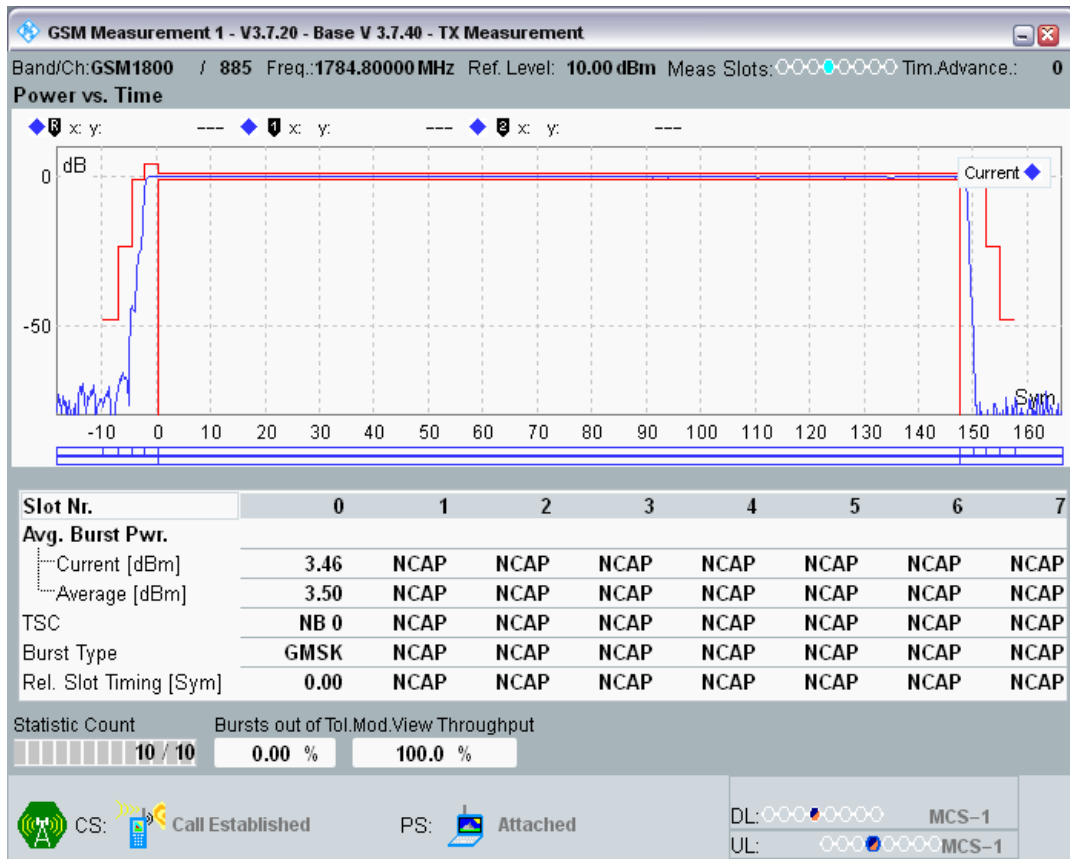 GSM Measurement 1 - V3.7.20 - Base V 3.7.40 - TX Measurement
Band/Ch:GSM1800 / 885 Freq.:1784.80000 MHz Ref. Level: 10.00 dBm Meas Slots: Tim.Advance.: 0
Power vs. Time
R x: y: --- 1 x: y: --- 2 x: y: ---
dB
0
Current
-50
Sym
-10 0 10 20 30 40 50 60 70 80 90 100 110 120 130 140 150 160
Slot Nr. 0 1 2 3 4 5 6 7
Avg. Burst Pwr.
Current [dBm] 3.46 NCAP NCAP NCAP NCAP NCAP NCAP NCAP
Average [dBm] 3.50 NCAP NCAP NCAP NCAP NCAP NCAP NCAP
TSC NB 0 NCAP NCAP NCAP NCAP NCAP NCAP NCAP
Burst Type GMSK NCAP NCAP NCAP NCAP NCAP NCAP NCAP
Rel. Slot Timing [Sym] 0.00 NCAP NCAP NCAP NCAP NCAP NCAP NCAP
Statistic Count Bursts out of Tol.Mod.View Throughput
10 / 10 0.00 % 100.0 %
CS: Call Established PS: Attached
DL: MCS-1
UL: MCS-1